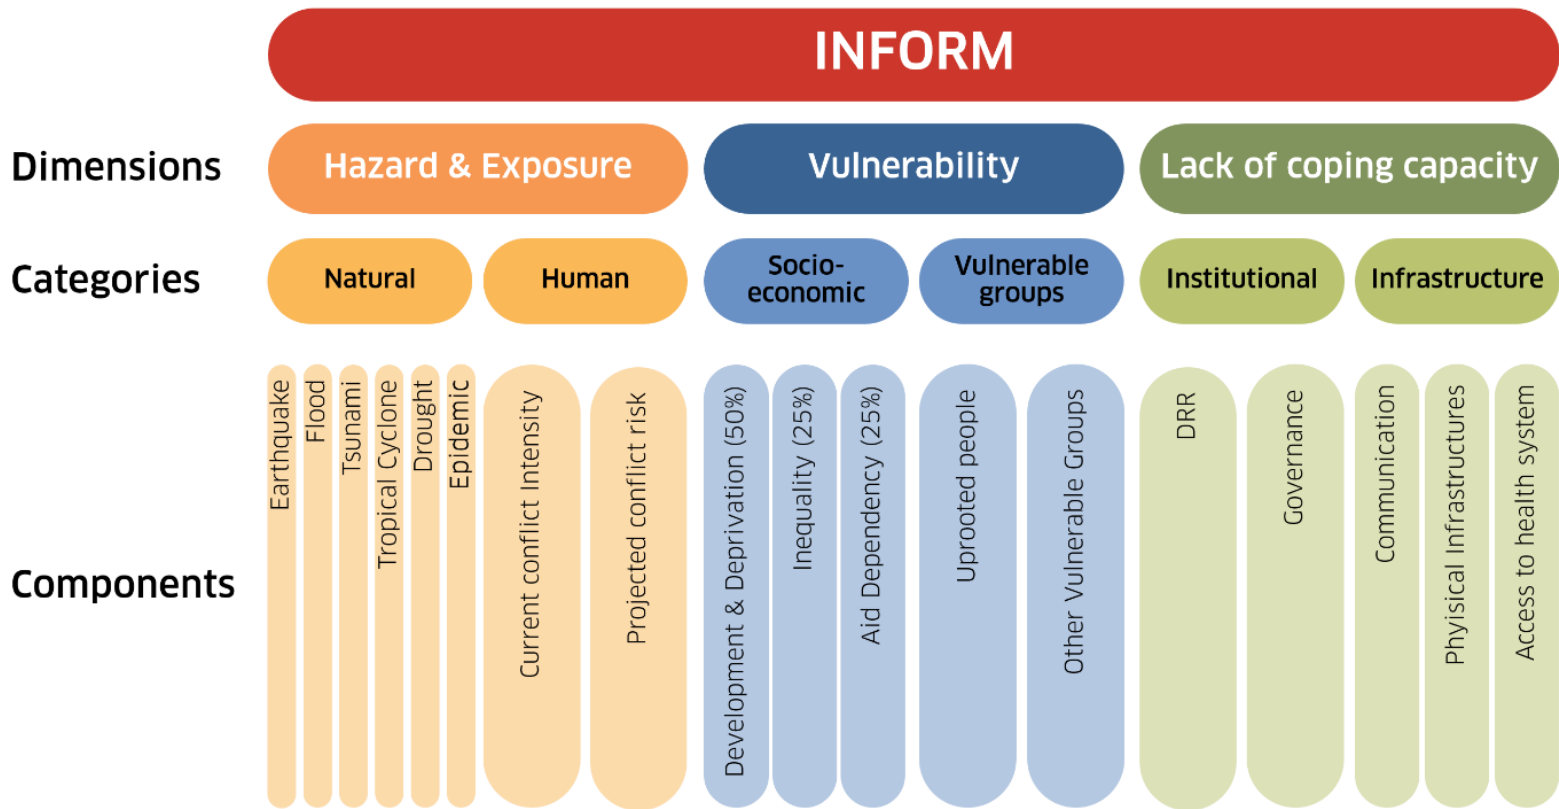 INFORM
Dimensions
Hazard & Exposure
Vulnerability
Lack of coping capacity
Categories
Natural
Human
Socio-
economic
Vulnerable
groups
Institutional
Infrastructure
Components
Earthquake
Flood
Tsunami
Tropical Cyclone
Drought
Epidemic
Current conflict Intensity
Projected conflict risk
Development & Deprivation (50%)
Inequality (25%)
Aid Dependency (25%)
Uprooted people
Other Vulnerable Groups
DRR
Governance
Communication
Phyisical Infrastructures
Access to health system